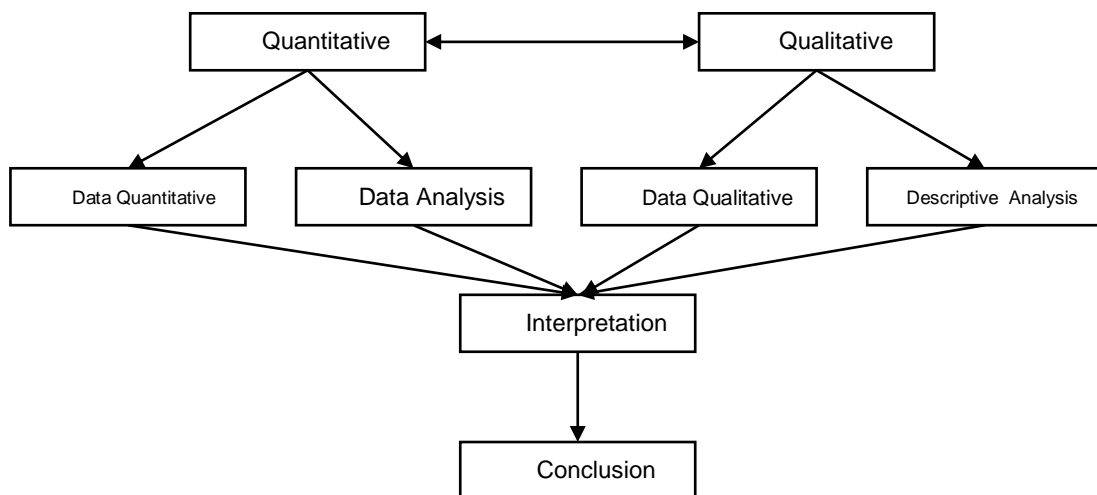 Quantitative
Qualitative
Data Quantitative
Data Analysis
Data Qualitative
Descriptive Analysis
Interpretation
Conclusion